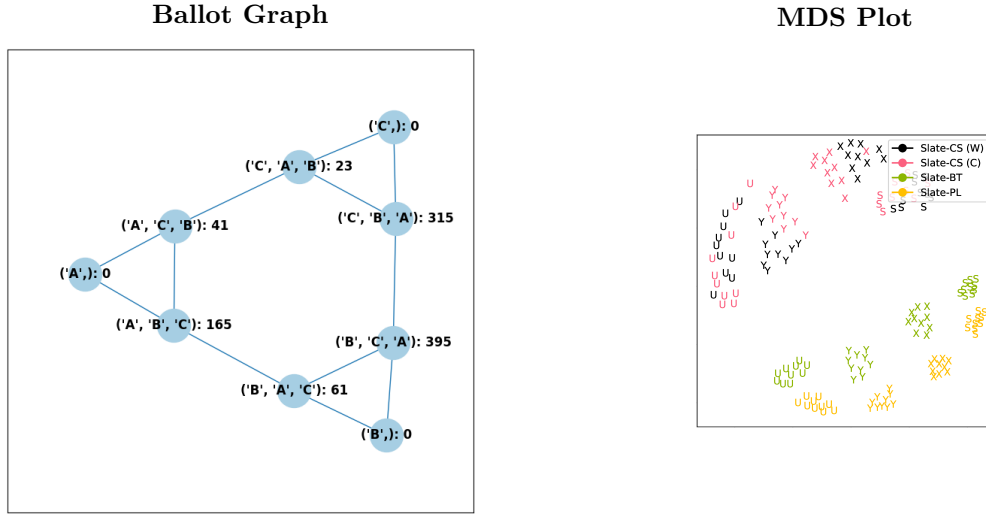 Ballot Graph
('C',): 0
('C', 'A', 'B'): 23
('C', 'B', 'A'): 315
('A', 'C', 'B'): 41
('A',): 0
('A', 'B', 'C'): 165
('B', 'C', 'A'): 395
('B', 'A', 'C'): 61
('B',): 0
MDS Plot
Slate-CS (W)
Slate-CS (C)
Slate-BT
Slate-PL